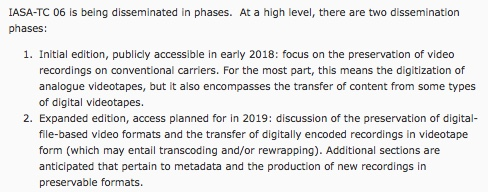 IASA-TC 06 is being disseminated in phases.  At a high level, there are two dissemination
phases:
1. Initial edition, publicly accessible in early 2018: focus on the preservation of video
recordings on conventional carriers. For the most part, this means the digitization of
analogue videotapes, but it also encompasses the transfer of content from some types
of digital videotapes.
2. Expanded edition, access planned for in 2019: discussion of the preservation of digital-
file-based video formats and the transfer of digitally encoded recordings in videotape
form (which may entail transcoding and/or rewrapping). Additional sections are
anticipated that pertain to metadata and the production of new recordings in
preservable formats.